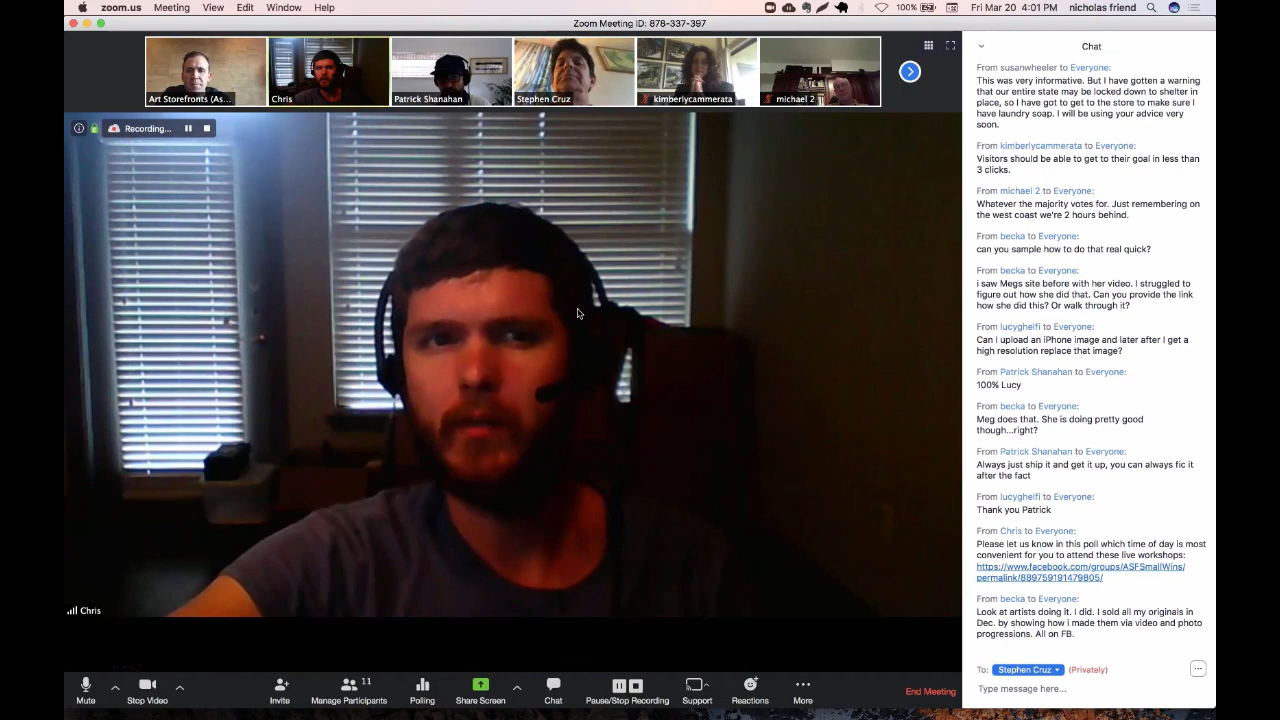 zoom.us Meeting View Edit Window Help
100% Fri Mar 20 4:01 PM nicholas friend
Zoom Meeting ID: 878-337-397
Art Storefronts (As...
Chris
Patrick Shanahan
Stephen Cruz
kimberlycammerata
michael 2
Recording...
Chris
Mute
Stop Video
Invite
11
Manage Participants
Polling
Share Screen
Chat
Pause/Stop Recording
Support
Reactions
More
End Meeting
Chat
From susanwheeler to Everyone:
This was very informative. But I have gotten a warning
that our entire state may be locked down to shelter in
place, so I have got to get to the store to make sure I
have laundry soap. I will be using your advice very
soon.
From kimberlycammerata to Everyone:
Visitors should be able to get to their goal in less than
3 clicks.
From michael 2 to Everyone:
Whatever the majority votes for. Just remembering on
the west coast we're 2 hours behind.
From becka to Everyone:
can you sample how to do that real quick?
From becka to Everyone:
i saw Megs site before with her video. I struggled to
figure out how she did that. Can you provide the link
how she did this? Or walk through it?
From lucyghelfi to Everyone:
Can I upload an iPhone image and later after I get a
high resolution replace that image?
From Patrick Shanahan to Everyone:
100% Lucy
From becka to Everyone:
Meg does that. She is doing pretty good
though...right?
From Patrick Shanahan to Everyone:
Always just ship it and get it up, you can always fic it
after the fact
From lucyghelfi to Everyone:
Thank you Patrick
From Chris to Everyone:
Please let us know in this poll which time of day is most
convenient for you to attend these live workshops:
https://www.facebook.com/groups/ASFSmallWins/
permalink/889759191479805/
From becka to Everyone:
Look at artists doing it. I did. I sold all my originals in
Dec. by showing how i made them via video and photo
progressions. All on FB.
To: Stephen Cruz (Privately)
Type message here...